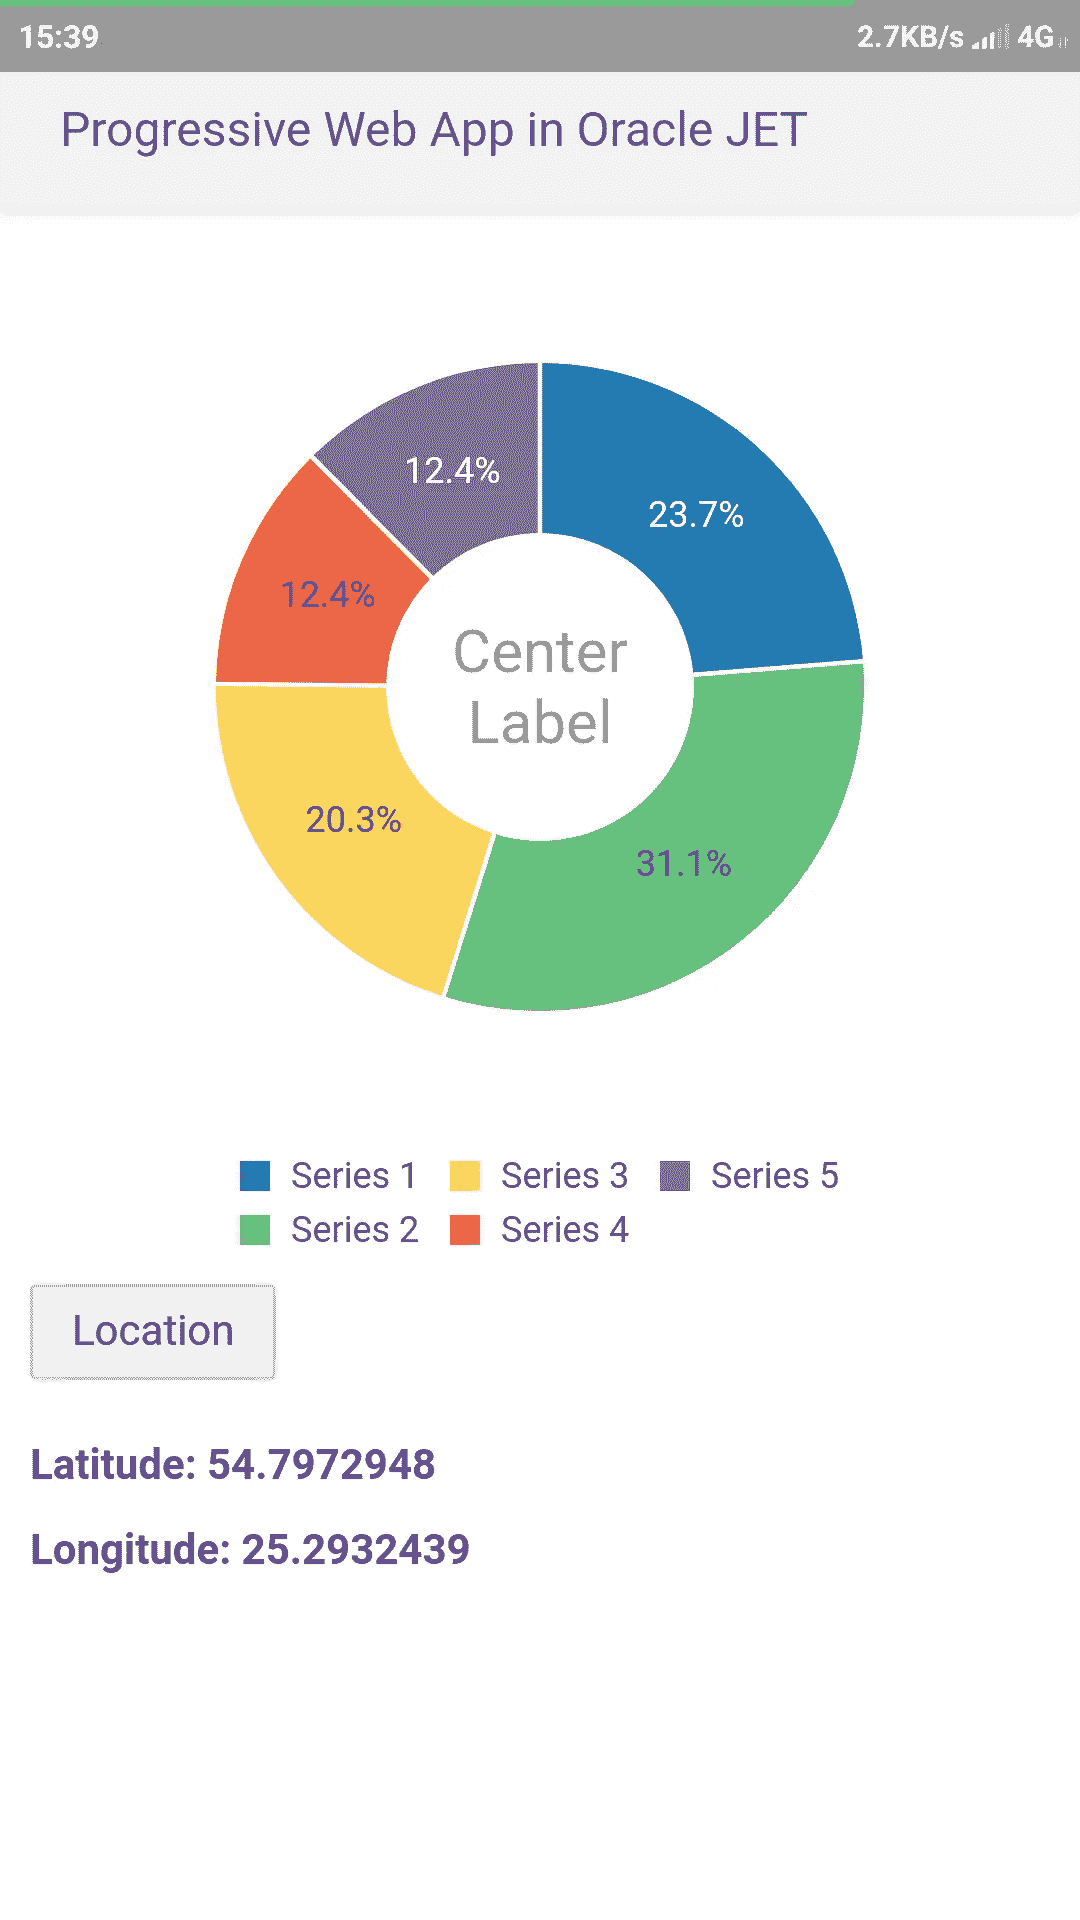 15:39 2.7KB/s 4G
Progressive Web App in Oracle JET
12.4%
23.7%
12.4%
Center
Label
20.3%
31.1%
Series 1 Series 3 Series 5
Series 2 Series 4
Location
Latitude: 54.7972948
Longitude: 25.2932439